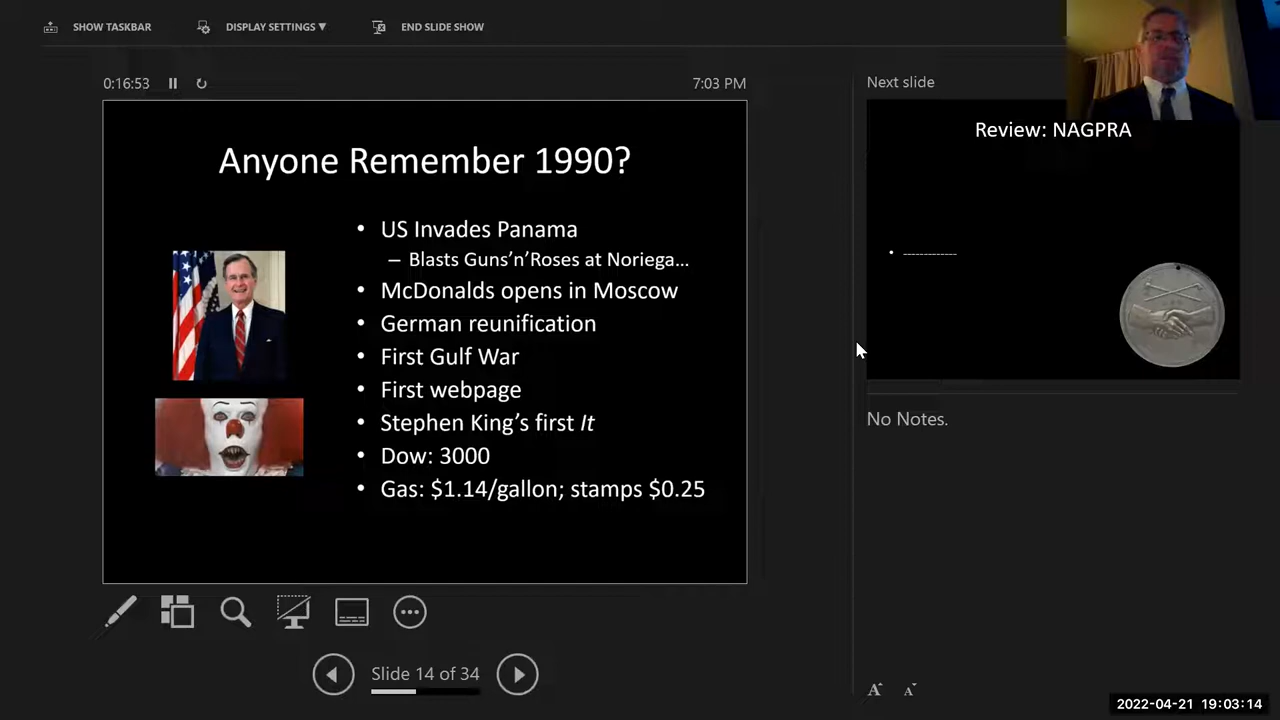 SHOW TASKBAR
DISPLAY SETTINGS ▼
END SLIDE SHOW
0:16:53
7:03 PM
Anyone Remember 1990?
• US Invades Panama
– Blasts Guns’n’Roses at Noriega…
• McDonalds opens in Moscow
• German reunification
• First Gulf War
• First webpage
• Stephen King’s first It
• Dow: 3000
• Gas: $1.14/gallon; stamps $0.25
Slide 14 of 34
Next slide
Review: NAGPRA
• -------------
No Notes.
A A
2022-04-21 19:03:14